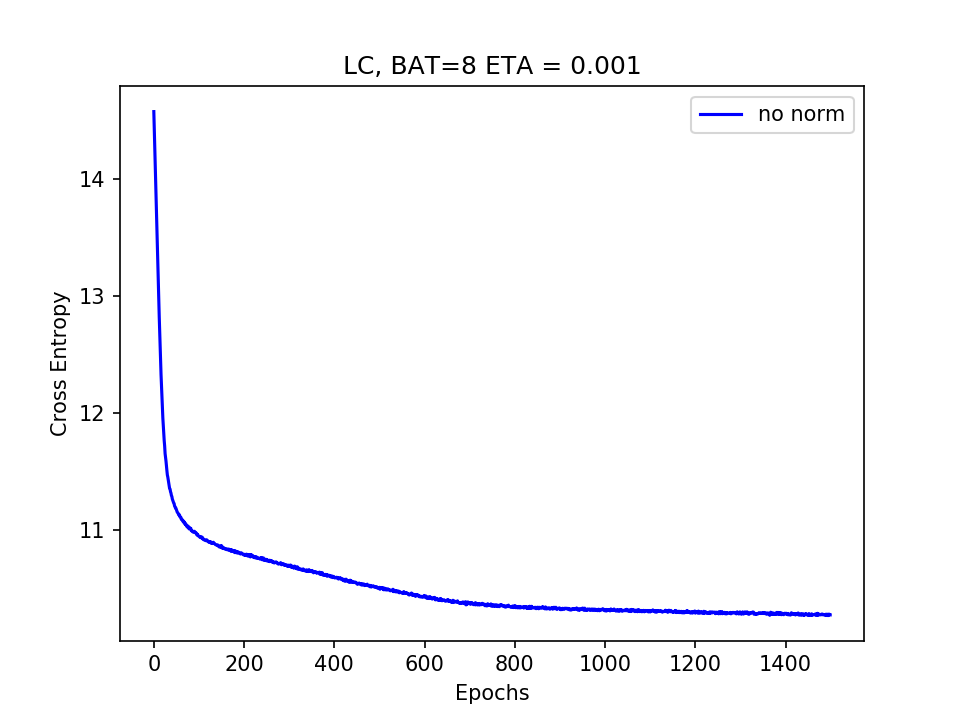 LC, BAT=8 ETA = 0.001
no norm
14
13
12
11
Cross Entropy
0 200 400 600 800 1000 1200 1400
Epochs